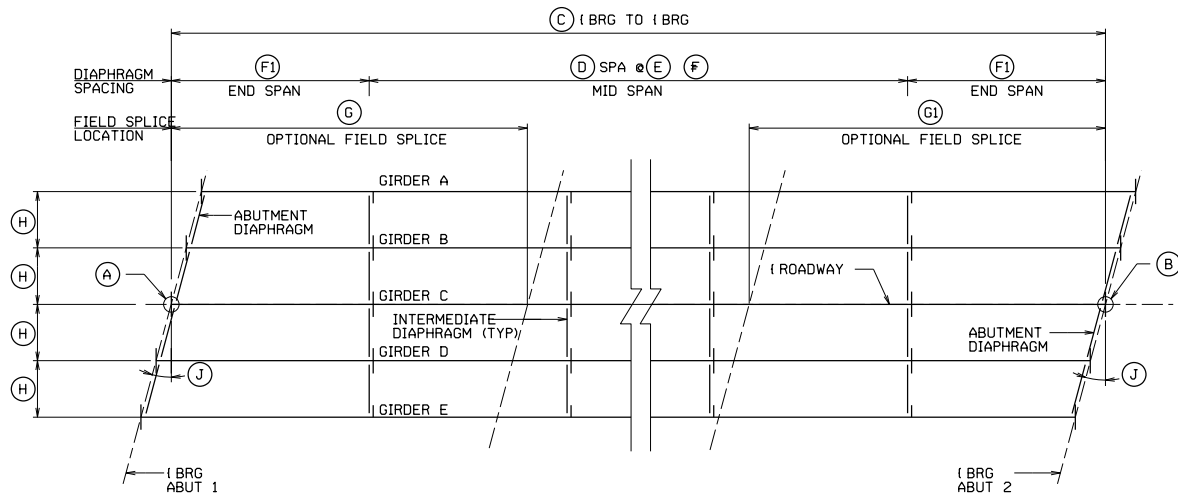 C ℄ BRG TO ℄ BRG
DIAPHRAGM
SPACING
F1
END SPAN
D SPA @ E F
MID SPAN
F1
END SPAN
FIELD SPLICE
LOCATION
G
OPTIONAL FIELD SPLICE
G1
OPTIONAL FIELD SPLICE
GIRDER A
H
ABUTMENT
DIAPHRAGM
GIRDER B
H
A
℄ ROADWAY
B
GIRDER C
H
INTERMEDIATE
DIAPHRAGM (TYP)
ABUTMENT
DIAPHRAGM
GIRDER D
J
J
H
GIRDER E
℄ BRG
ABUT 1
℄ BRG
ABUT 2